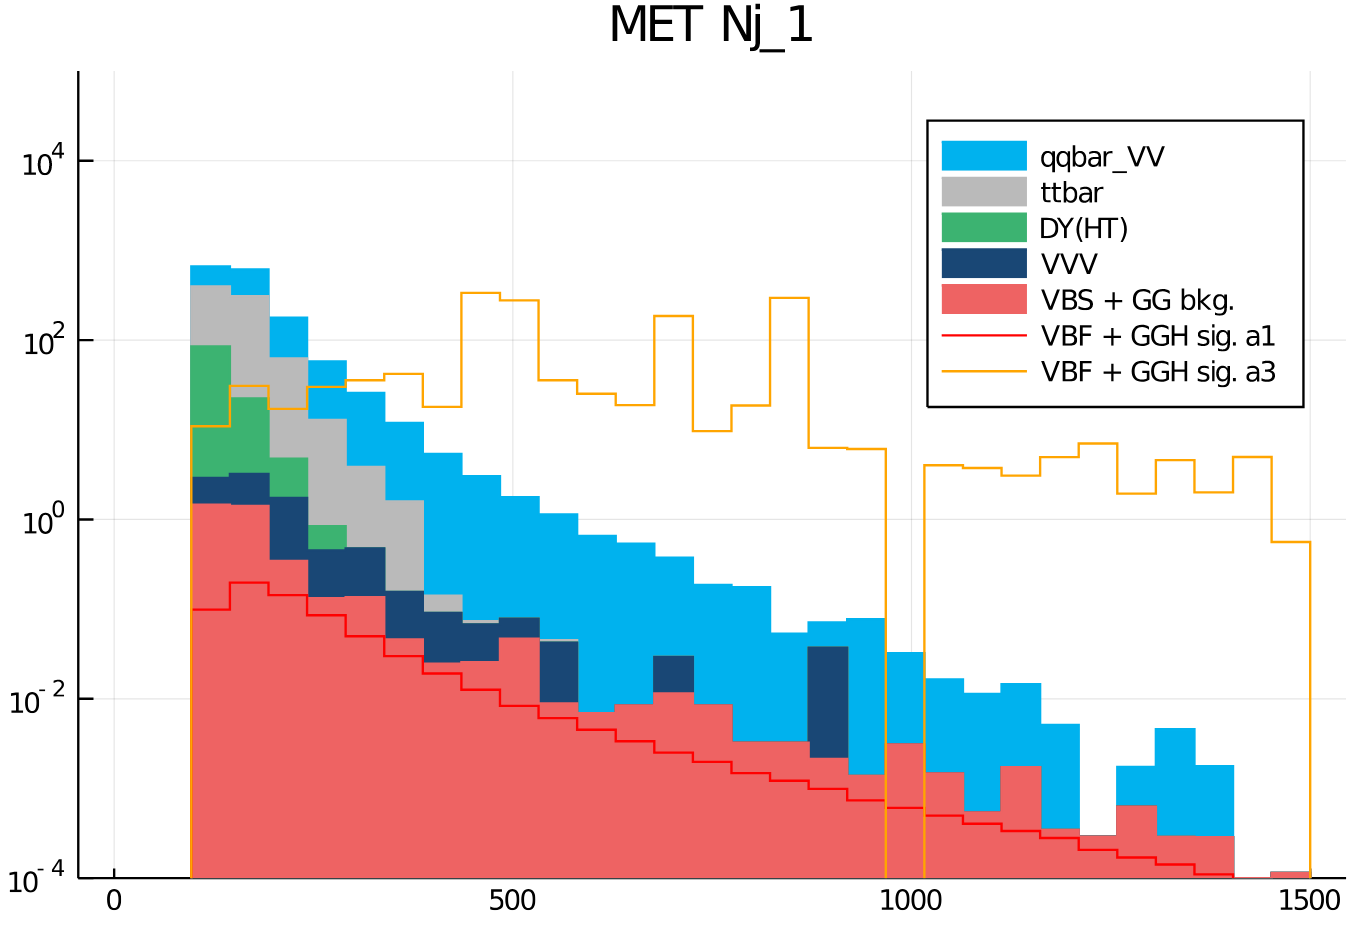 MET Nj_1
10^4
10^2
10^0
10^-2
10^-4
0 500 1000 1500
qqbar_VV
ttbar
DY(HT)
VVV
VBS + GG bkg.
VBF + GGH sig. a1
VBF + GGH sig. a3